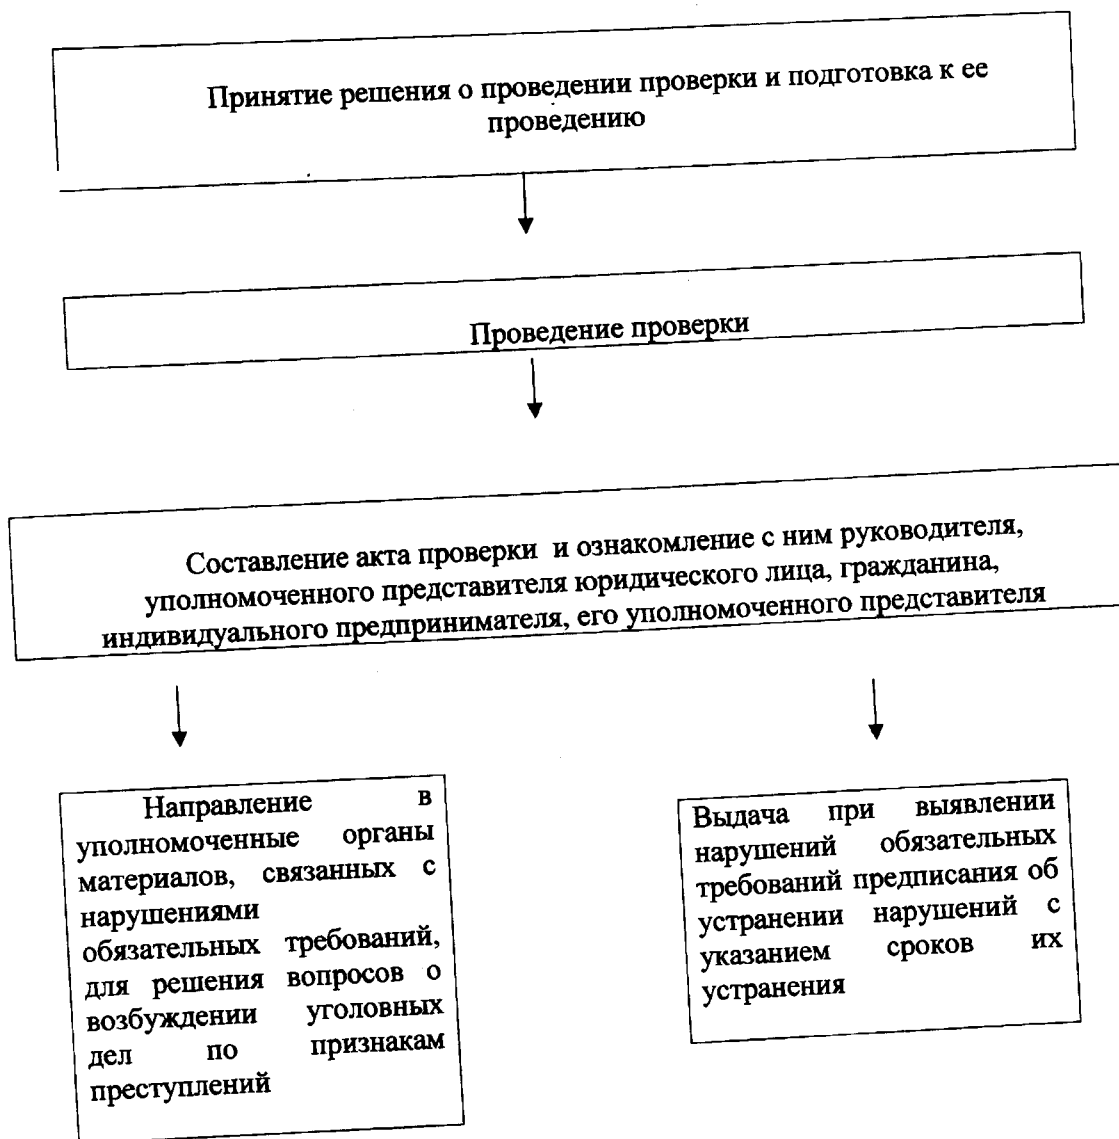 Принятие решения о проведении проверки и подготовка к ее
проведению
Проведение проверки
Составление акта проверки и ознакомление с ним руководителя,
уполномоченного представителя юридического лица, гражданина,
индивидуального предпринимателя, его уполномоченного представителя
Направление в
уполномоченные органы
материалов, связанных с
нарушениями
обязательных требований,
для решения вопросов о
возбуждении уголовных
дел по признакам
преступлений
Выдача при выявлении
нарушений обязательных
требований предписания об
устранении нарушений с
указанием сроков их
устранения